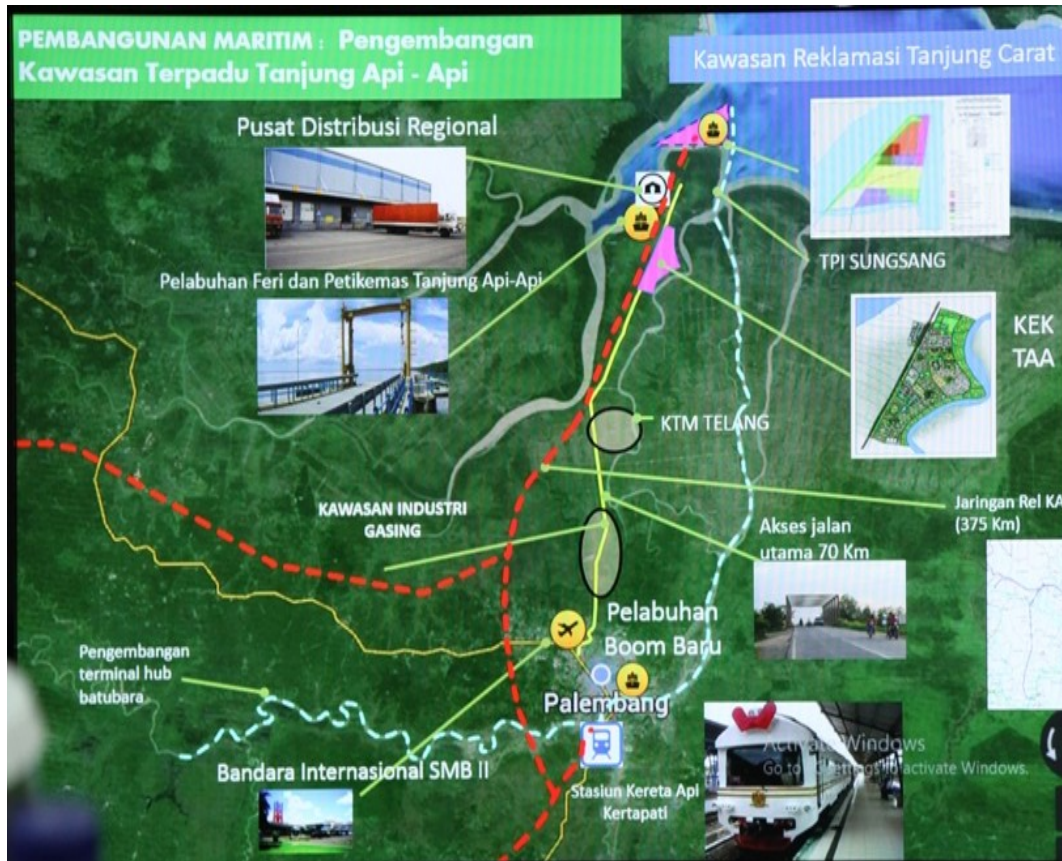 PEMBANGUNAN MARITIM : Pengembangan
Kawasan Terpadu Tanjung Api - Api
Kawasan Reklamasi Tanjung Carat
Pusat Distribusi Regional
TPI SUNGSANG
Pelabuhan Feri dan Petikemas Tanjung Api-Api
KEK
TAA
KTM TELANG
KAWASAN INDUSTRI
GASING
Jaringan Rel KA
(375 Km)
Akses jalan
utama 70 Km
Pelabuhan
Boom Baru
Pengembangan
terminal hub
batubara
Palembang
Bandara Internasional SMB II
Stasiun Kereta Api
Kertapati
Activate Windows
Go to PC settings to activate Windows.